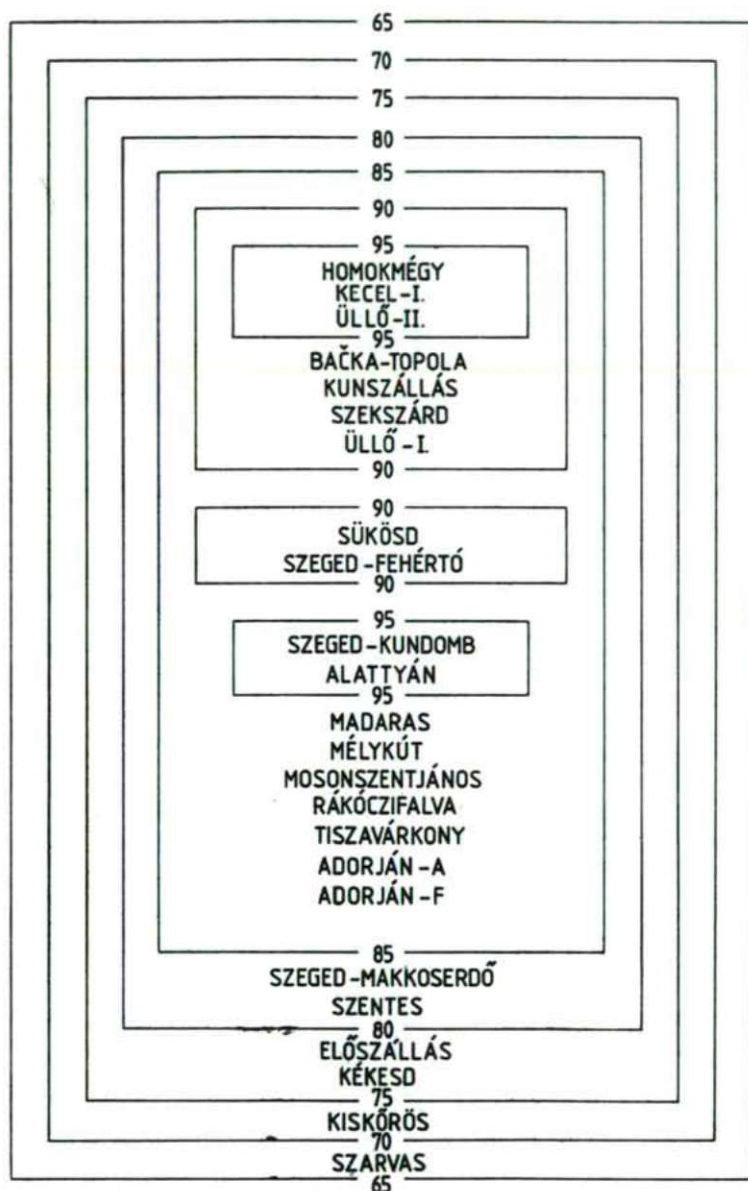 65
70
75
80
85
90
95
HOMOKMÉGY
KECEL-I.
ÜLLŐ-II.
95
BAČKA-TOPOLA
KUNSZÁLLÁS
SZEKSZÁRD
ÜLLŐ-I.
90
90
SÜKÖSD
SZEGED-FEHÉRTÓ
90
95
SZEGED-KUNDOMB
ALATTYÁN
95
MADARAS
MÉLYKÚT
MOSONSZENTJÁNOS
RÁKÓCZIFALVA
TISZAVÁRKONY
ADORJÁN-A
ADORJÁN-F
85
SZEGED-MAKKOSERDŐ
SZENTES
80
ELŐSZÁLLÁS
KÉKESD
75
KISKŐRÖS
70
SZARVAS
65